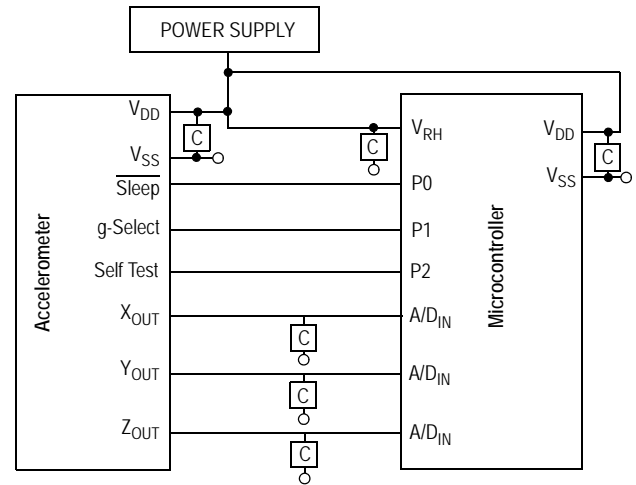 POWER SUPPLY
Accelerometer
V_DD
C
V_SS
Sleep
g-Select
Self Test
X_OUT
Y_OUT
Z_OUT
C
C
C
C
Microcontroller
V_RH
P0
P1
P2
A/D_IN
A/D_IN
A/D_IN
V_DD
C
V_SS